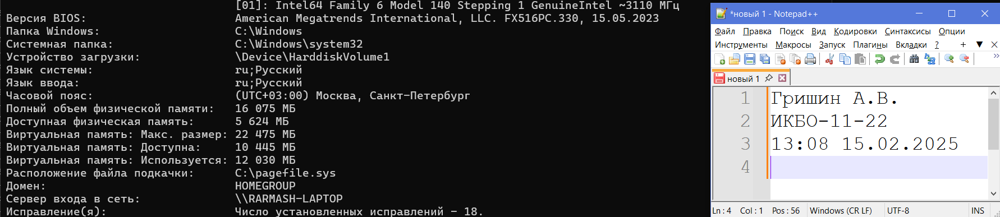 [01]: Intel64 Family 6 Model 140 Stepping 1 GenuineIntel ~3110 МГц
Версия BIOS: American Megatrends International, LLC. FX516PC.330, 15.05.2023
Папка Windows: C:\Windows
Системная папка: C:\Windows\system32
Устройство загрузки: \Device\HarddiskVolume1
Язык системы: ru;Русский
Язык ввода: ru;Русский
Часовой пояс: (UTC+03:00) Москва, Санкт-Петербург
Полный объем физической памяти: 16 075 МБ
Доступная физическая память: 5 624 МБ
Виртуальная память: Макс. размер: 22 475 МБ
Виртуальная память: Доступна: 10 445 МБ
Виртуальная память: Используется: 12 030 МБ
Расположение файла подкачки: C:\pagefile.sys
Домен: HOMEGROUP
Сервер входа в сеть: \\RARMASH-LAPTOP
Исправление(я): Число установленных исправлений – 18.
*новый 1 - Notepad++
Файл Правка Поиск Вид Кодировки Синтаксисы Опции
Инструменты Макросы Запуск Плагины Вкладки ? + ▼ X
новый 1
1 Гришин А.В.
2 ИКБО-11-22
3 13:08 15.02.2025
4
Ln : 4 Col : 1 Pos : 56 Windows (CR LF) UTF-8 INS